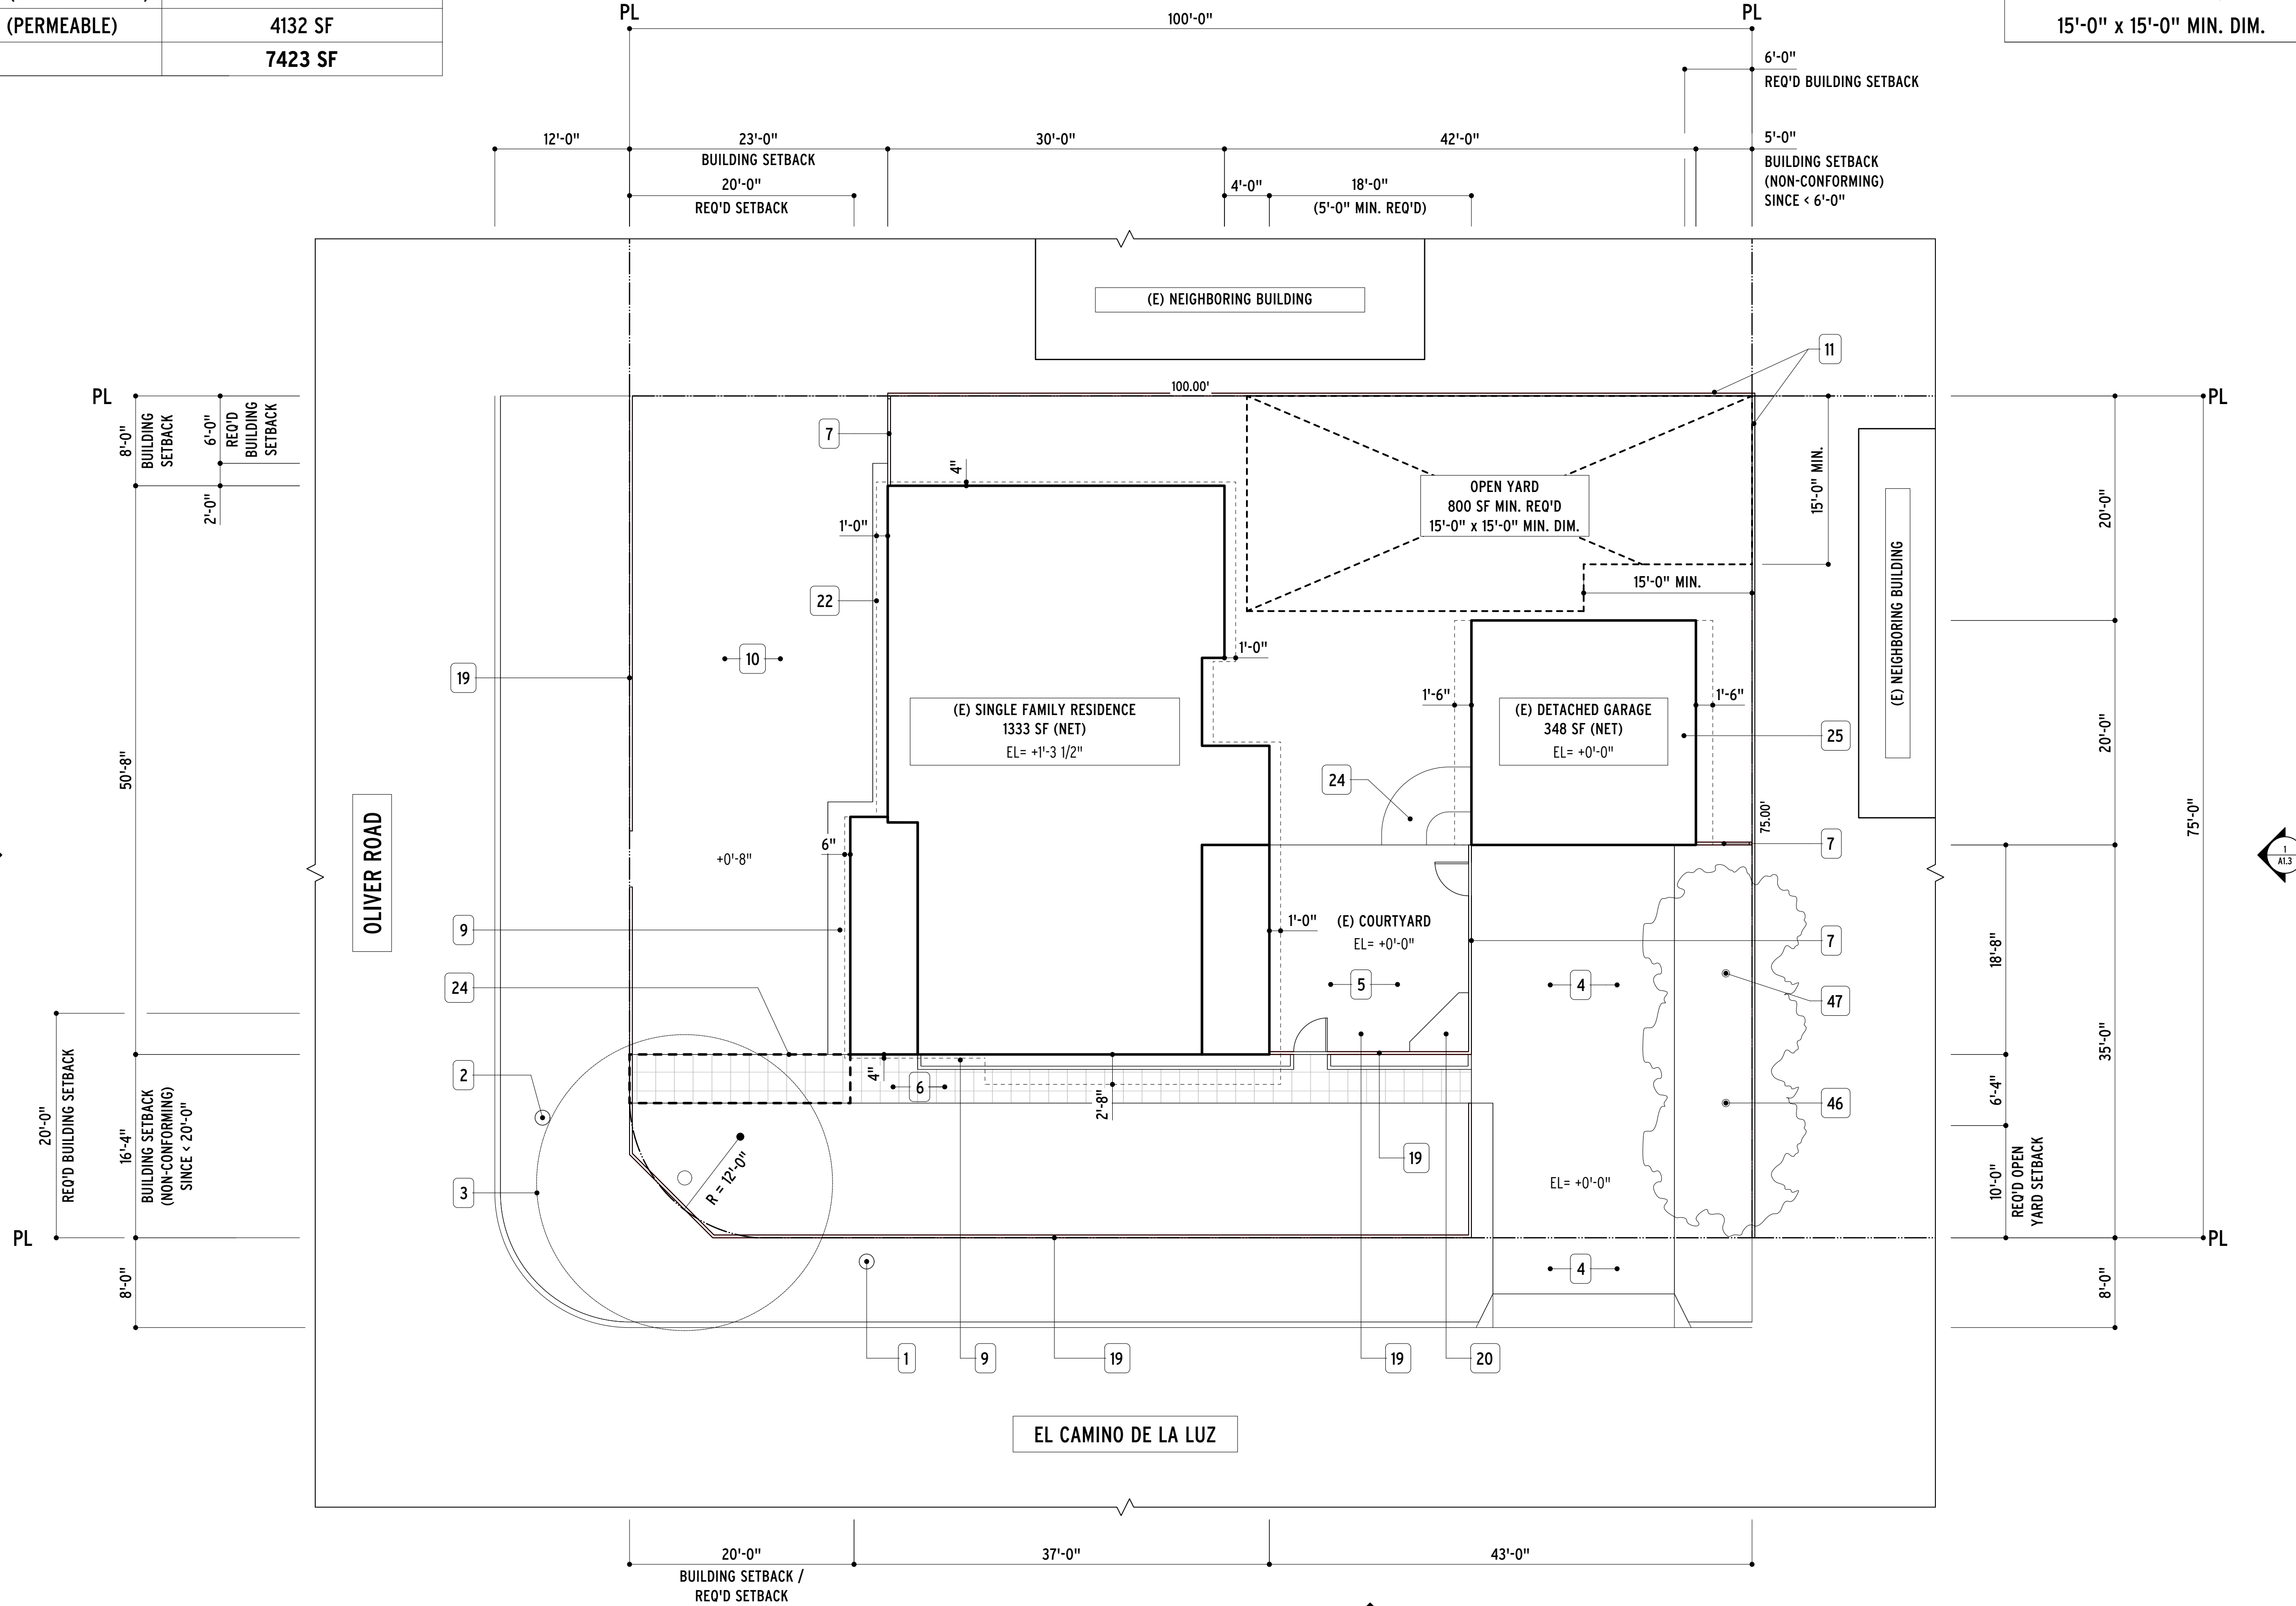 (PERMEABLE) 4132 SF
7423 SF
15'-0" x 15'-0" MIN. DIM.
PL
100'-0"
PL
6'-0"
REQ'D BUILDING SETBACK
12'-0"
23'-0"
BUILDING SETBACK
30'-0"
42'-0"
5'-0"
BUILDING SETBACK
(NON-CONFORMING)
SINCE < 6'-0"
20'-0"
REQ'D SETBACK
4'-0"
18'-0"
(5'-0" MIN. REQ'D)
(E) NEIGHBORING BUILDING
11
100.00'
PL
8'-0"
BUILDING
SETBACK
6'-0"
REQ'D
BUILDING
SETBACK
2'-0"
7
4"
1'-0"
22
10
19
OPEN YARD
800 SF MIN. REQ'D
15'-0" x 15'-0" MIN. DIM.
15'-0" MIN.
15'-0" MIN.
(E) NEIGHBORING BUILDING
PL
20'-0"
1'-0"
(E) SINGLE FAMILY RESIDENCE
1333 SF (NET)
EL= +1'-3 1/2"
1'-6"
(E) DETACHED GARAGE
348 SF (NET)
EL= +0'-0"
1'-6"
25
20'-0"
24
50'-8"
OLIVER ROAD
+0'-8"
6"
75.00'
7
75'-0"
1
A1.3
9
1'-0"
(E) COURTYARD
EL= +0'-0"
7
18'-8"
24
5
4
47
20'-0"
REQ'D BUILDING SETBACK
16'-4"
BUILDING SETBACK
(NON-CONFORMING)
SINCE < 20'-0"
2
4"
6
2'-8"
46
6'-4"
35'-0"
3
R = 12'-0"
19
EL= +0'-0"
10'-0"
REQ'D OPEN
YARD SETBACK
PL
PL
8'-0"
4
8'-0"
1
9
19
19
20
EL CAMINO DE LA LUZ
20'-0"
BUILDING SETBACK /
REQ'D SETBACK
37'-0"
43'-0"